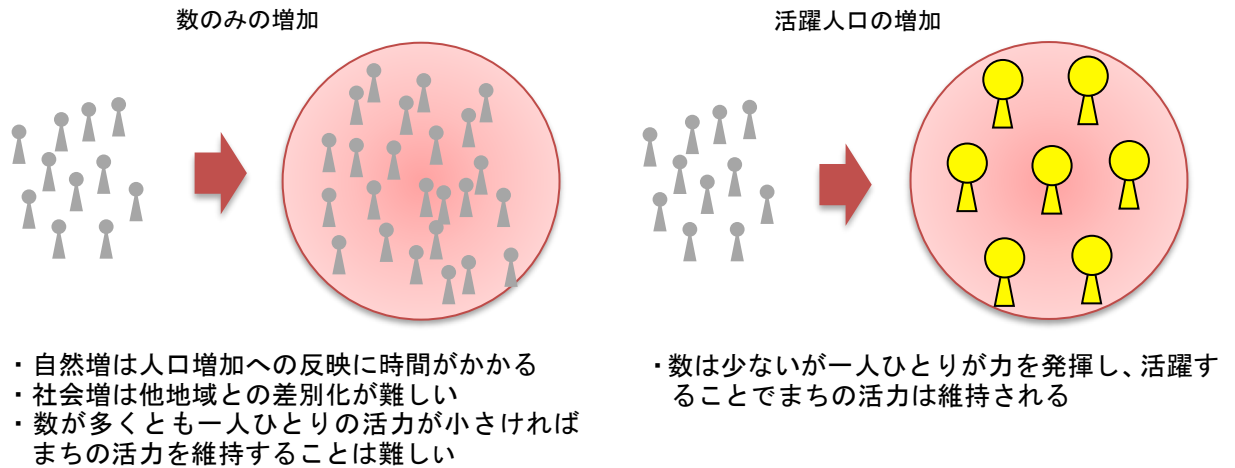 数のみの増加
・自然増は人口増加への反映に時間がかかる
・社会増は他地域との差別化が難しい
・数が多くとも一人ひとりの活力が小さければ
まちの活力を維持することは難しい
活躍人口の増加
・数は少ないが一人ひとりが力を発揮し、活躍す
ることでまちの活力は維持される